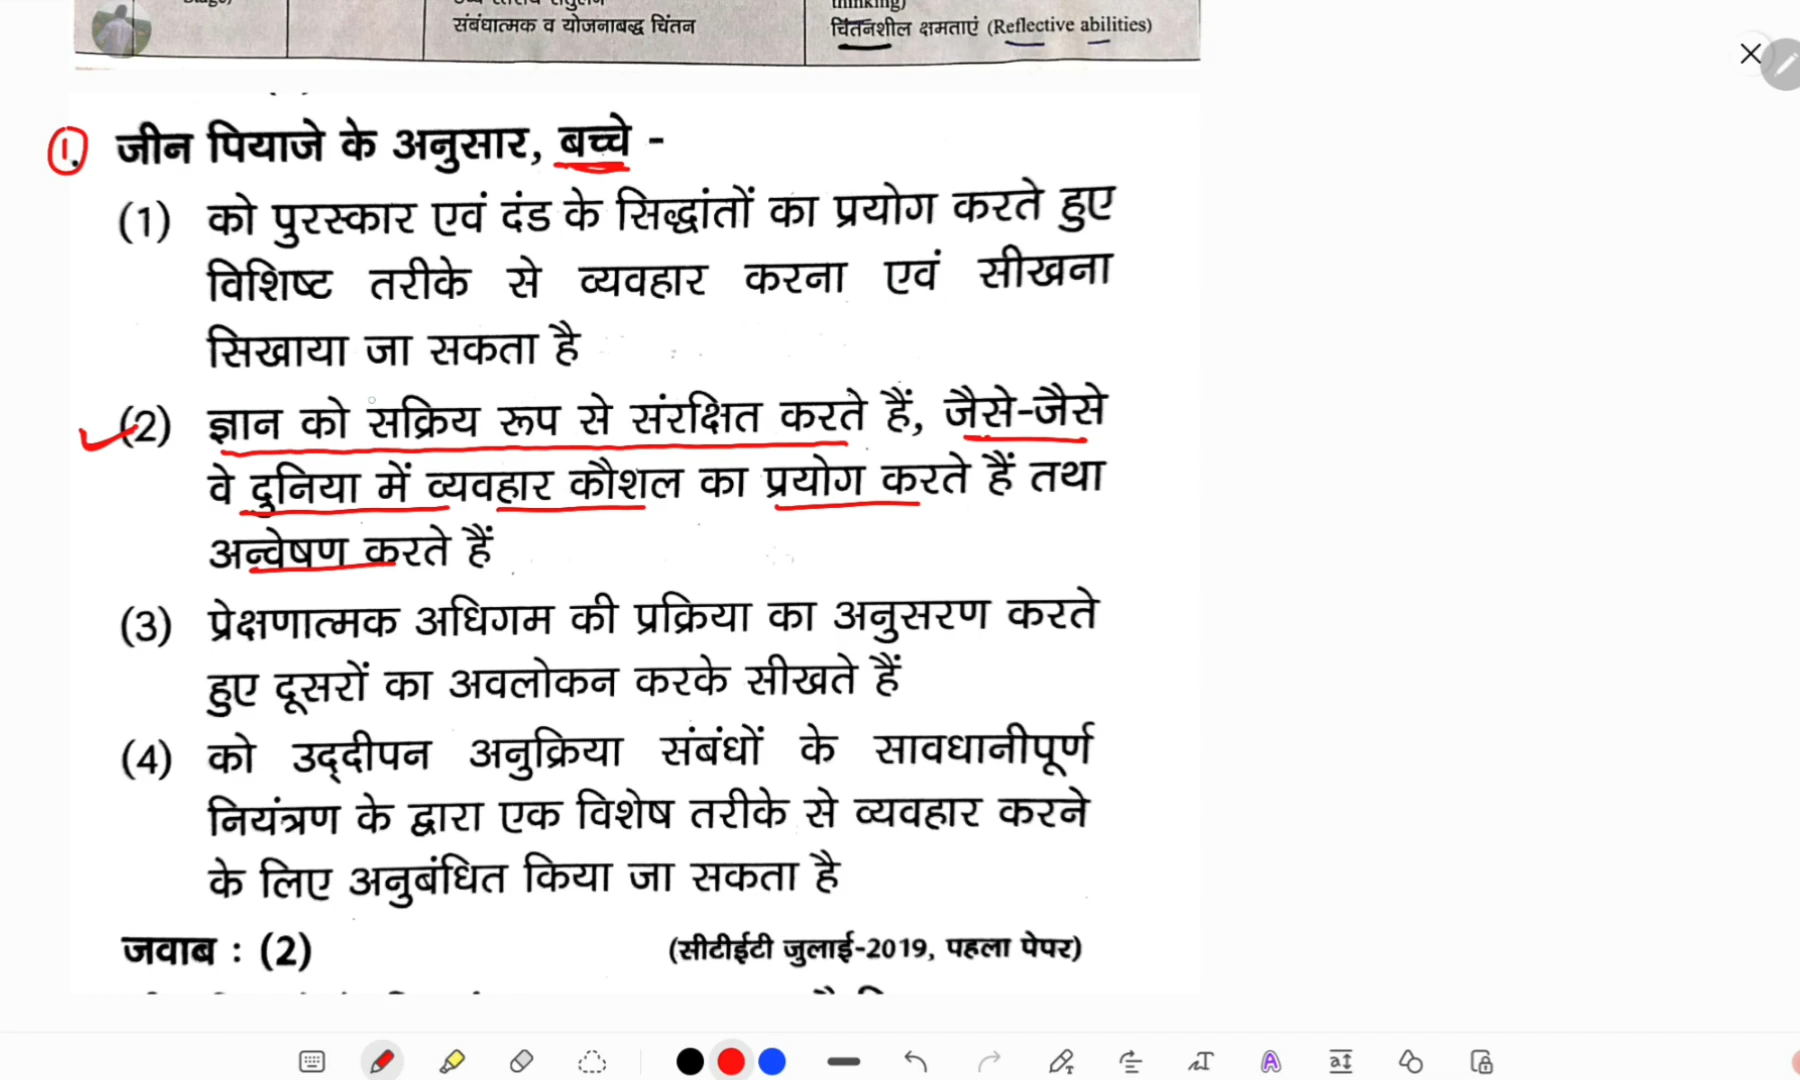 संबंधात्मक व योजनाबद्ध चिंतन
thinking)
चिंतनशील क्षमताएं (Reflective abilities)
1. जीन पियाजे के अनुसार, बच्चे -
(1) को पुरस्कार एवं दंड के सिद्धांतों का प्रयोग करते हुए
विशिष्ट तरीके से व्यवहार करना एवं सीखना
सिखाया जा सकता है
(2) ज्ञान को सक्रिय रूप से संरक्षित करते हैं, जैसे-जैसे
वे दुनिया में व्यवहार कौशल का प्रयोग करते हैं तथा
अन्वेषण करते हैं
(3) प्रेक्षणात्मक अधिगम की प्रक्रिया का अनुसरण करते
हुए दूसरों का अवलोकन करके सीखते हैं
(4) को उद्दीपन अनुक्रिया संबंधों के सावधानीपूर्ण
नियंत्रण के द्वारा एक विशेष तरीके से व्यवहार करने
के लिए अनुबंधित किया जा सकता है
जवाब : (2) (सीटीईटी जुलाई-2019, पहला पेपर)